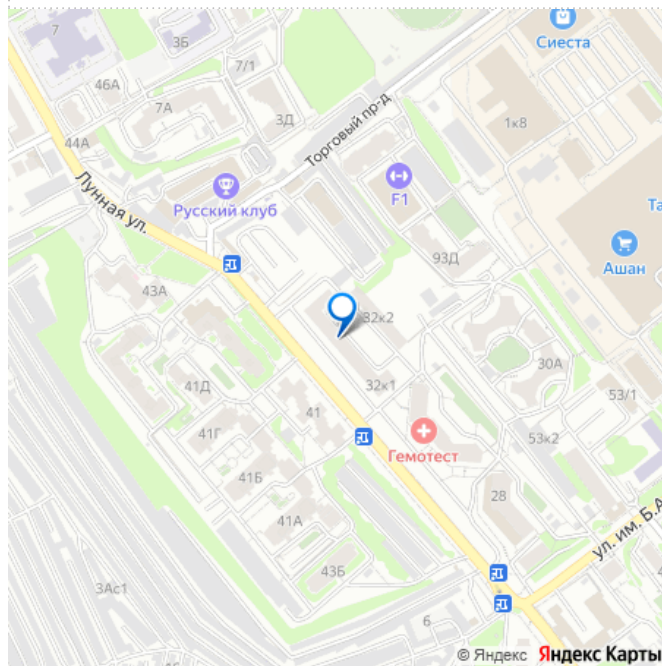 7
3Б
Сиеста
7/1
46А
7А
3Д
1к8
Торговый пр-д
44А
Лунная ул.
Русский клуб
F1
Та
93Д
Ашан
43А
32к2
30А
41Д
32к1
53/1
41
41Г
Гемотест
53к2
41Б
28
41А
ул. им. Б.А
43Б
3Ас1
6
4
© Яндекс Яндекс Карты